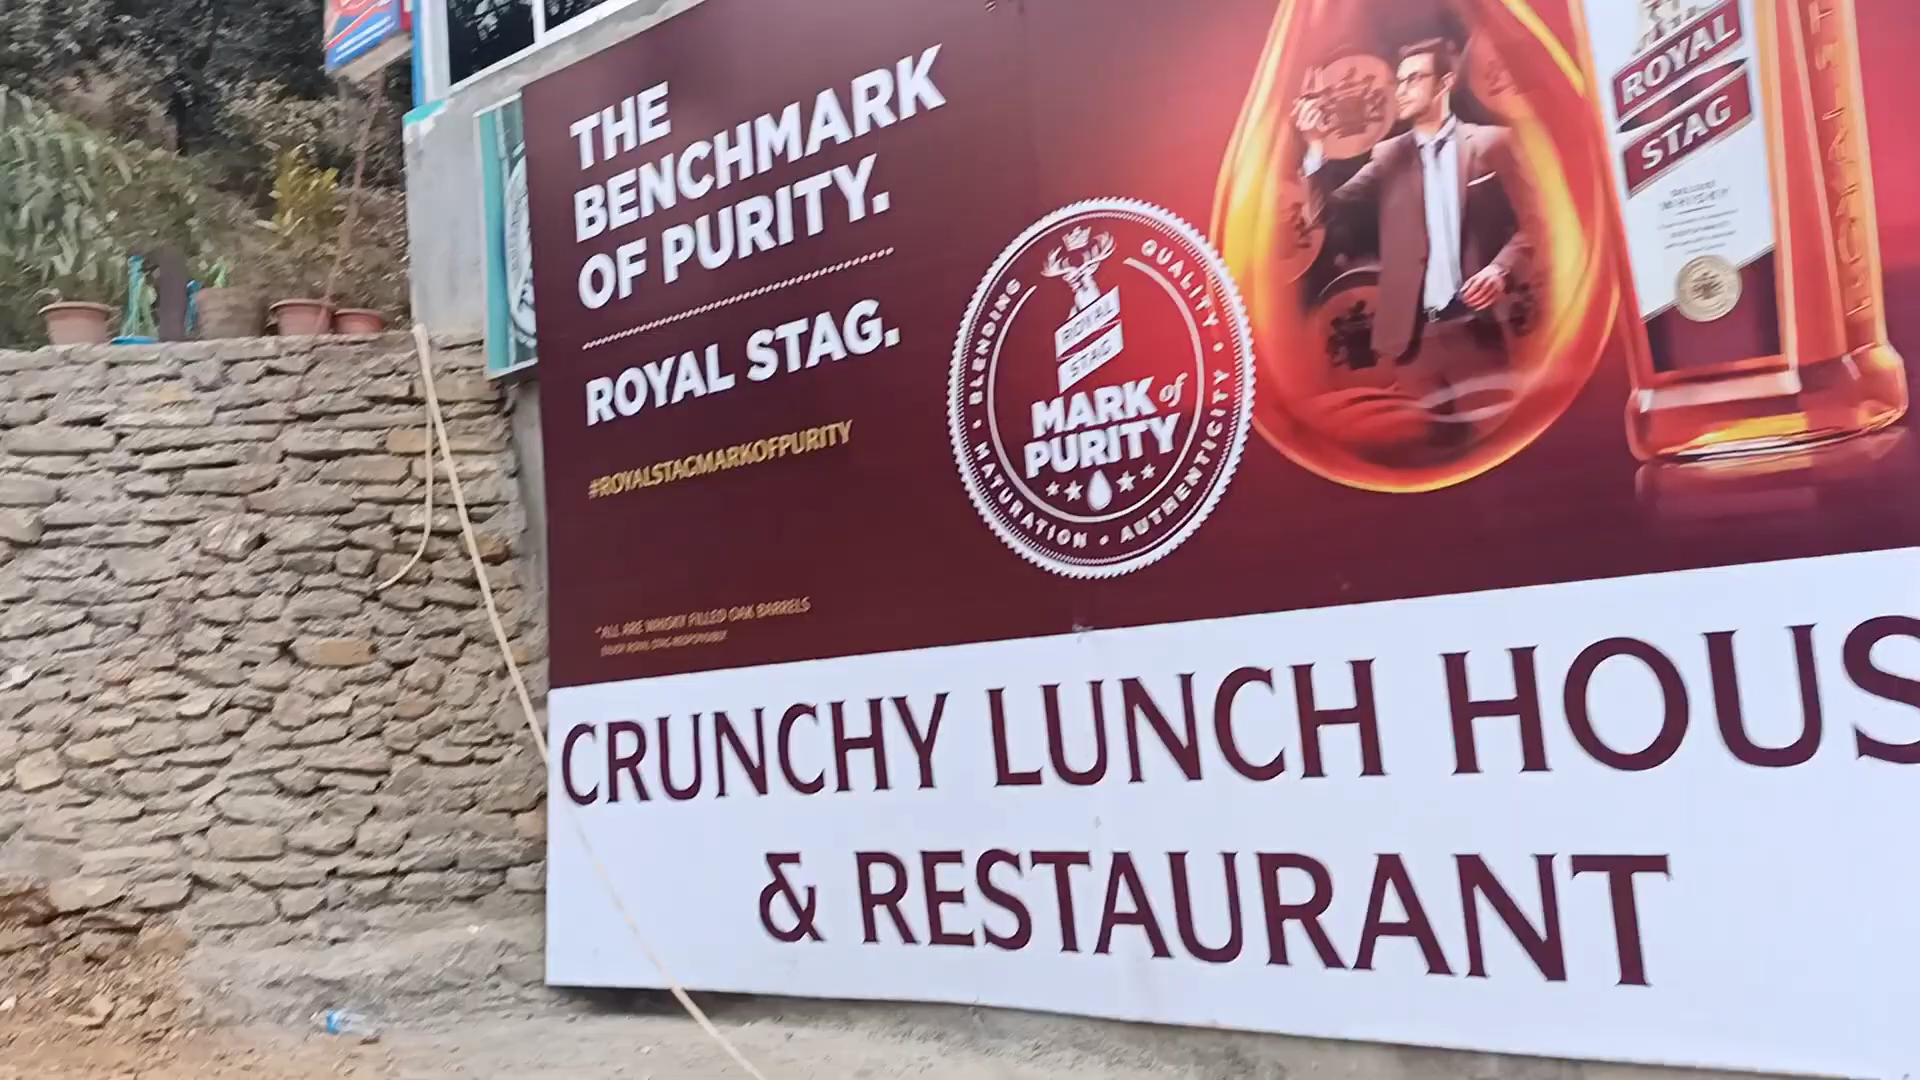 THE
BENCHMARK
OF PURITY.
ROYAL STAG.
#ROYALSTAGMARKOFPURITY
*ALL ARE WHISKY FILLED OAK BARRELS
ENJOY ROYAL STAG RESPONSIBLY
BLENDING • QUALITY • AUTHENTICITY • MATURATION •
ROYAL
STAG
MARK of
PURITY
ROYAL
STAG
WHISKY
CRUNCHY LUNCH HOUS
& RESTAURANT